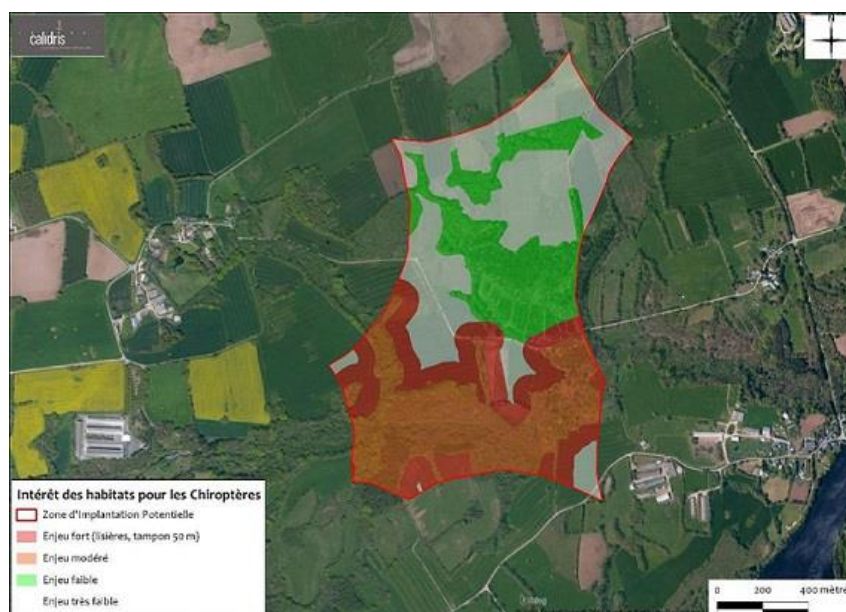 calidris
Intérêt des habitats pour les Chiroptères
Zone d'Implantation Potentielle
Enjeu fort (lisières, tampon 50 m)
Enjeu modéré
Enjeu faible
Enjeu très faible
0 200 400 mètre